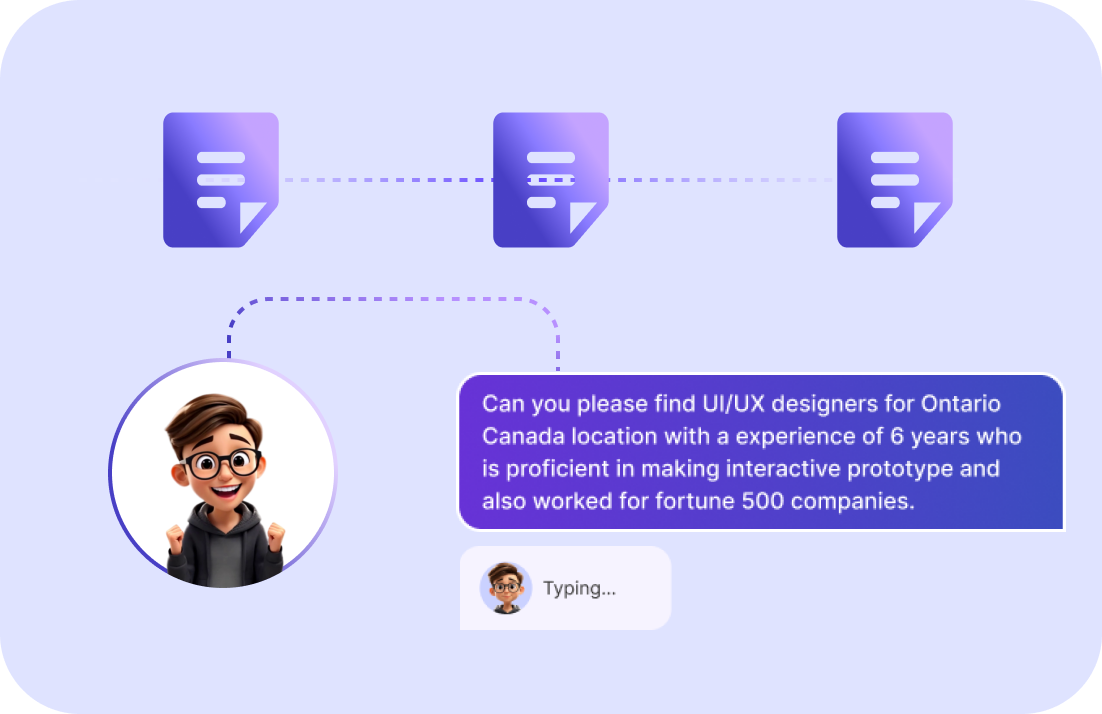 Can you please find UI/UX designers for Ontario
Canada location with a experience of 6 years who
is proficient in making interactive prototype and
also worked for fortune 500 companies.
Typing...